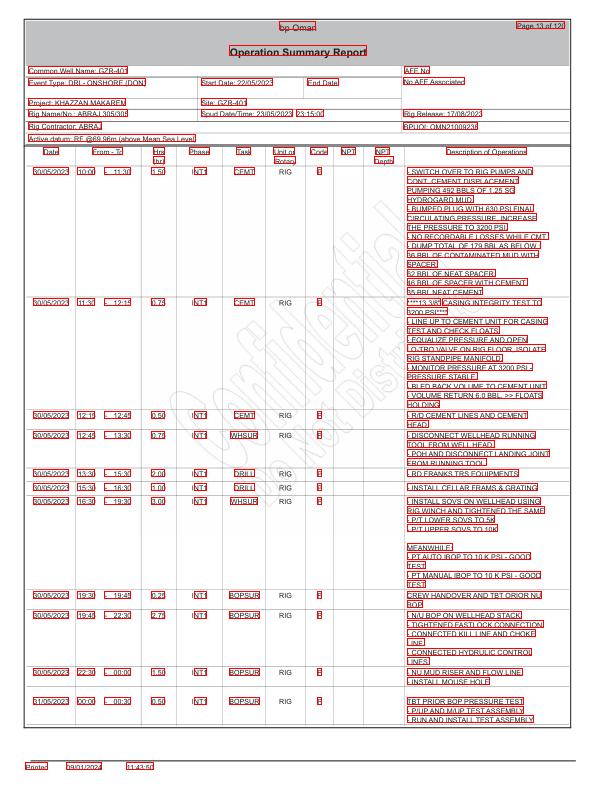 bp Oman
Page 13 of 120
Operation Summary Report
Common Well Name: GZR-401
AFE No
Event Type: DRL- ONSHORE (DON)
Start Date: 22/05/2023
End Date
No AFE Associated
Project: KHAZZAN MAKAREM
Site: GZR-401
Rig Name/No.: ABRAJ 305/305
Spud Date/Time: 23/05/2023 23:15:00
Rig Release: 17/08/2023
Rig Contractor: ABRAJ
BPUOI: OMN21009236
Active datum: RF @69.96m (above Mean Sea Level)
Date From - To Hrs (hr) Phase Task Unit or Rotary Code NPT NPT Depth Description of Operations
30/05/2023 10:00 - 11:30 1.50 INT1 CEMT RIG P - SWITCH OVER TO RIG PUMPS AND
CONT. CEMENT DISPLACEMENT
PUMPING 492 BBLS OF 1.25 SG
HYDROGARD MUD
- BUMPED PLUG WITH 630 PSI FINAL
CIRCULATING PRESSURE, INCREASE
THE PRESSURE TO 3200 PSI.
- NO RECORDABLE LOSSES WHILE CMT
- DUMP TOTAL OF 179 BBL AS BELOW
36 BBL OF CONTAMINATED MUD WITH
SPACER
62 BBL OF NEAT SPACER
46 BBL OF SPACER WITH CEMENT.
35 BBL NEAT CEMENT
30/05/2023 11:30 - 12:15 0.75 INT1 CEMT RIG P ****13 3/8" CASING INTEGRITY TEST TO
3200 PSI****
- LINE UP TO CEMENT UNIT FOR CASING
TEST AND CHECK FLOATS
- EQUALIZE PRESSURE AND OPEN
LO-TRQ VALVE ON RIG FLOOR, ISOLATE
RIG STANDPIPE MANIFOLD.
- MONITOR PRESSURE AT 3200 PSI -
PRESSURE STABLE.
- BLED BACK VOLUME TO CEMENT UNIT
- VOLUME RETURN 6.0 BBL. >> FLOATS
HOLDING
30/05/2023 12:15 - 12:45 0.50 INT1 CEMT RIG P - R/D CEMENT LINES AND CEMENT
HEAD.
30/05/2023 12:45 - 13:30 0.75 INT1 WHSUR RIG P - DISCONNECT WELLHEAD RUNNING
TOOL FROM WELL HEAD.
- POH AND DISCONNECT LANDING JOINT
FROM RUNNING TOOL.
30/05/2023 13:30 - 15:30 2.00 INT1 DRILL RIG P - RD FRANKS TRS EQUIPMENTS
30/05/2023 15:30 - 16:30 1.00 INT1 DRILL RIG P - INSTALL CELLAR FRAMS & GRATING
30/05/2023 16:30 - 19:30 3.00 INT1 WHSUR RIG P - INSTALL SOVS ON WELLHEAD USING
RIG WINCH AND TIGHTENED THE SAME
- P/T LOWER SOVS TO 5K
- P/T UPPER SOVS TO 10K
MEANWHILE:
- PT AUTO IBOP TO 10 K PSI - GOOD
TEST
- PT MANUAL IBOP TO 10 K PSI - GOOD
TEST
30/05/2023 19:30 - 19:45 0.25 INT1 BOPSUR RIG P CREW HANDOVER AND TBT ORIOR NU
BOP
30/05/2023 19:45 - 22:30 2.75 INT1 BOPSUR RIG P - N/U BOP ON WELLHEAD STACK
- TIGHTENED FASTLOCK CONNECTION
- CONNECTED KILL LINE AND CHOKE
LINE
- CONNECTED HYDRULIC CONTROL
LINES
30/05/2023 22:30 - 00:00 1.50 INT1 BOPSUR RIG P - NU MUD RISER AND FLOW LINE
- INSTALL MOUSE HOLE
31/05/2023 00:00 - 00:30 0.50 INT1 BOPSUR RIG P TBT PRIOR BOP PRESSURE TEST
- P/UP AND M/UP TEST ASSEMBLY
- RUN AND INSTALL TEST ASSEMBLY
Confidential
Do Not
Printed 09/01/2024 11:43:50